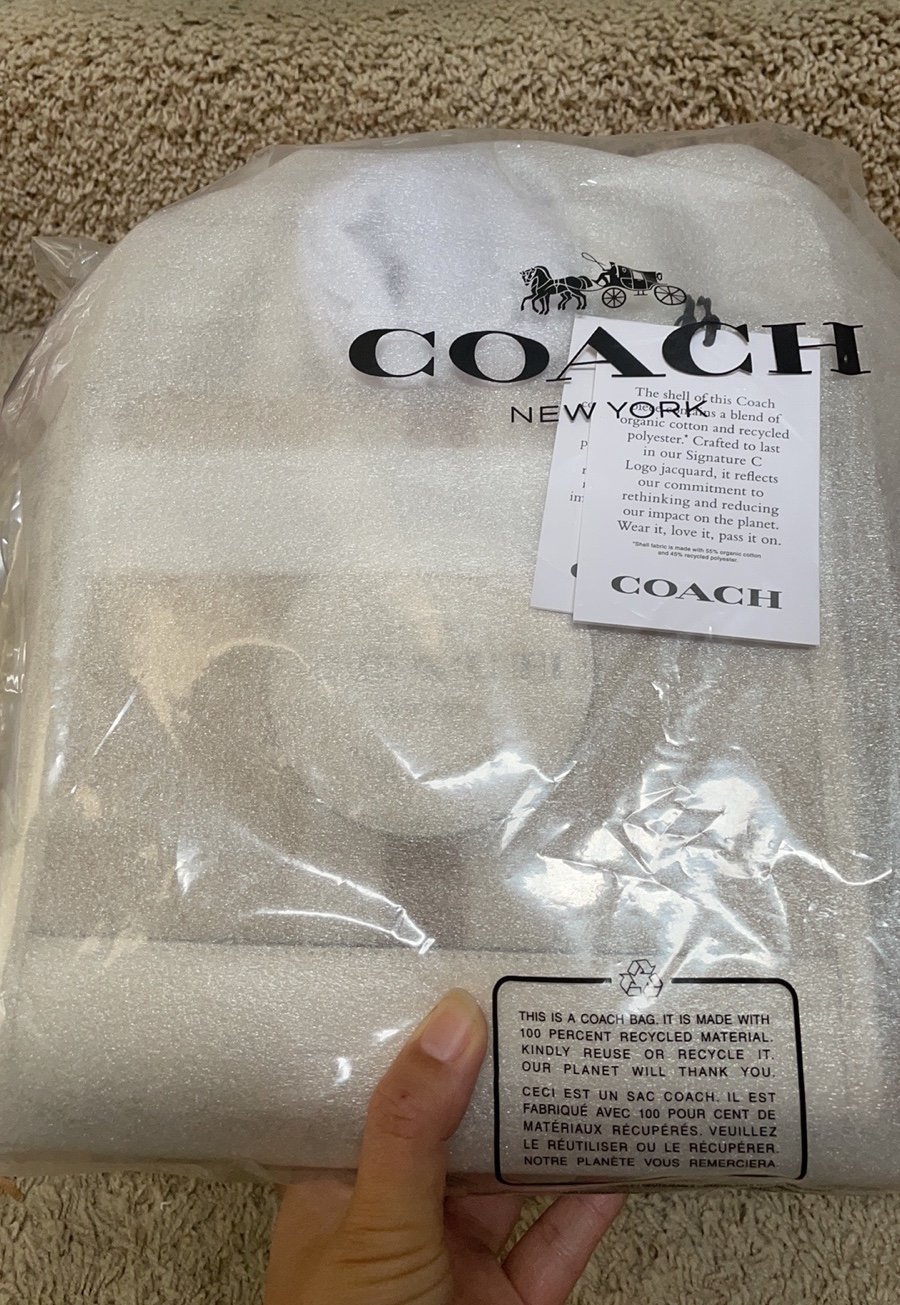 COACH
NEW YORK
The shell of this Coach
piece contains a blend of
organic cotton and recycled
polyester.* Crafted to last
in our Signature C
Logo jacquard, it reflects
our commitment to
rethinking and reducing
our impact on the planet.
Wear it, love it, pass it on.
*Shell fabric is made with 55% organic cotton
and 45% recycled polyester.
COACH
THIS IS A COACH BAG. IT IS MADE WITH
100 PERCENT RECYCLED MATERIAL.
KINDLY REUSE OR RECYCLE IT.
OUR PLANET WILL THANK YOU.
CECI EST UN SAC COACH. IL EST
FABRIQUÉ AVEC 100 POUR CENT DE
MATÉRIAUX RÉCUPÉRÉS. VEUILLEZ
LE RÉUTILISER OU LE RÉCUPÉRER.
NOTRE PLANÈTE VOUS REMERCIERA.